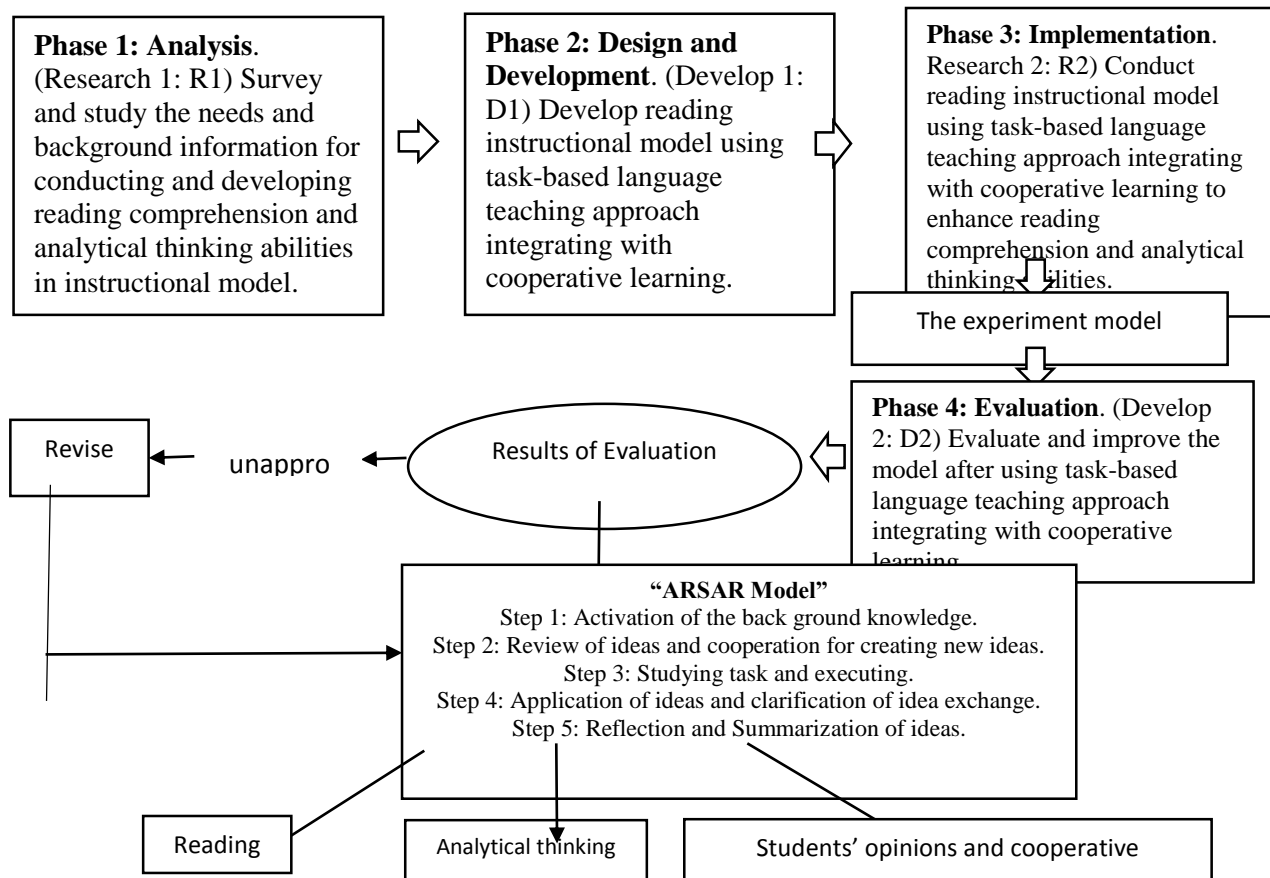 Phase 1: Analysis.
(Research 1: R1) Survey
and study the needs and
background information for
conducting and developing
reading comprehension and
analytical thinking abilities
in instructional model.
Phase 2: Design and
Development. (Develop 1:
D1) Develop reading
instructional model using
task-based language
teaching approach
integrating with
cooperative learning.
Phase 3: Implementation.
Research 2: R2) Conduct
reading instructional model
using task-based language
teaching approach integrating
with cooperative learning to
enhance reading
comprehension and analytical
thinking
The experiment model
Phase 4: Evaluation. (Develop
2: D2) Evaluate and improve the
model after using task-based
language teaching approach
integrating with cooperative
learning
Results of Evaluation
unappro
Revise
“ARSAR Model”
Step 1: Activation of the back ground knowledge.
Step 2: Review of ideas and cooperation for creating new ideas.
Step 3: Studying task and executing.
Step 4: Application of ideas and clarification of idea exchange.
Step 5: Reflection and Summarization of ideas.
Reading
Analytical thinking
Students’ opinions and cooperative